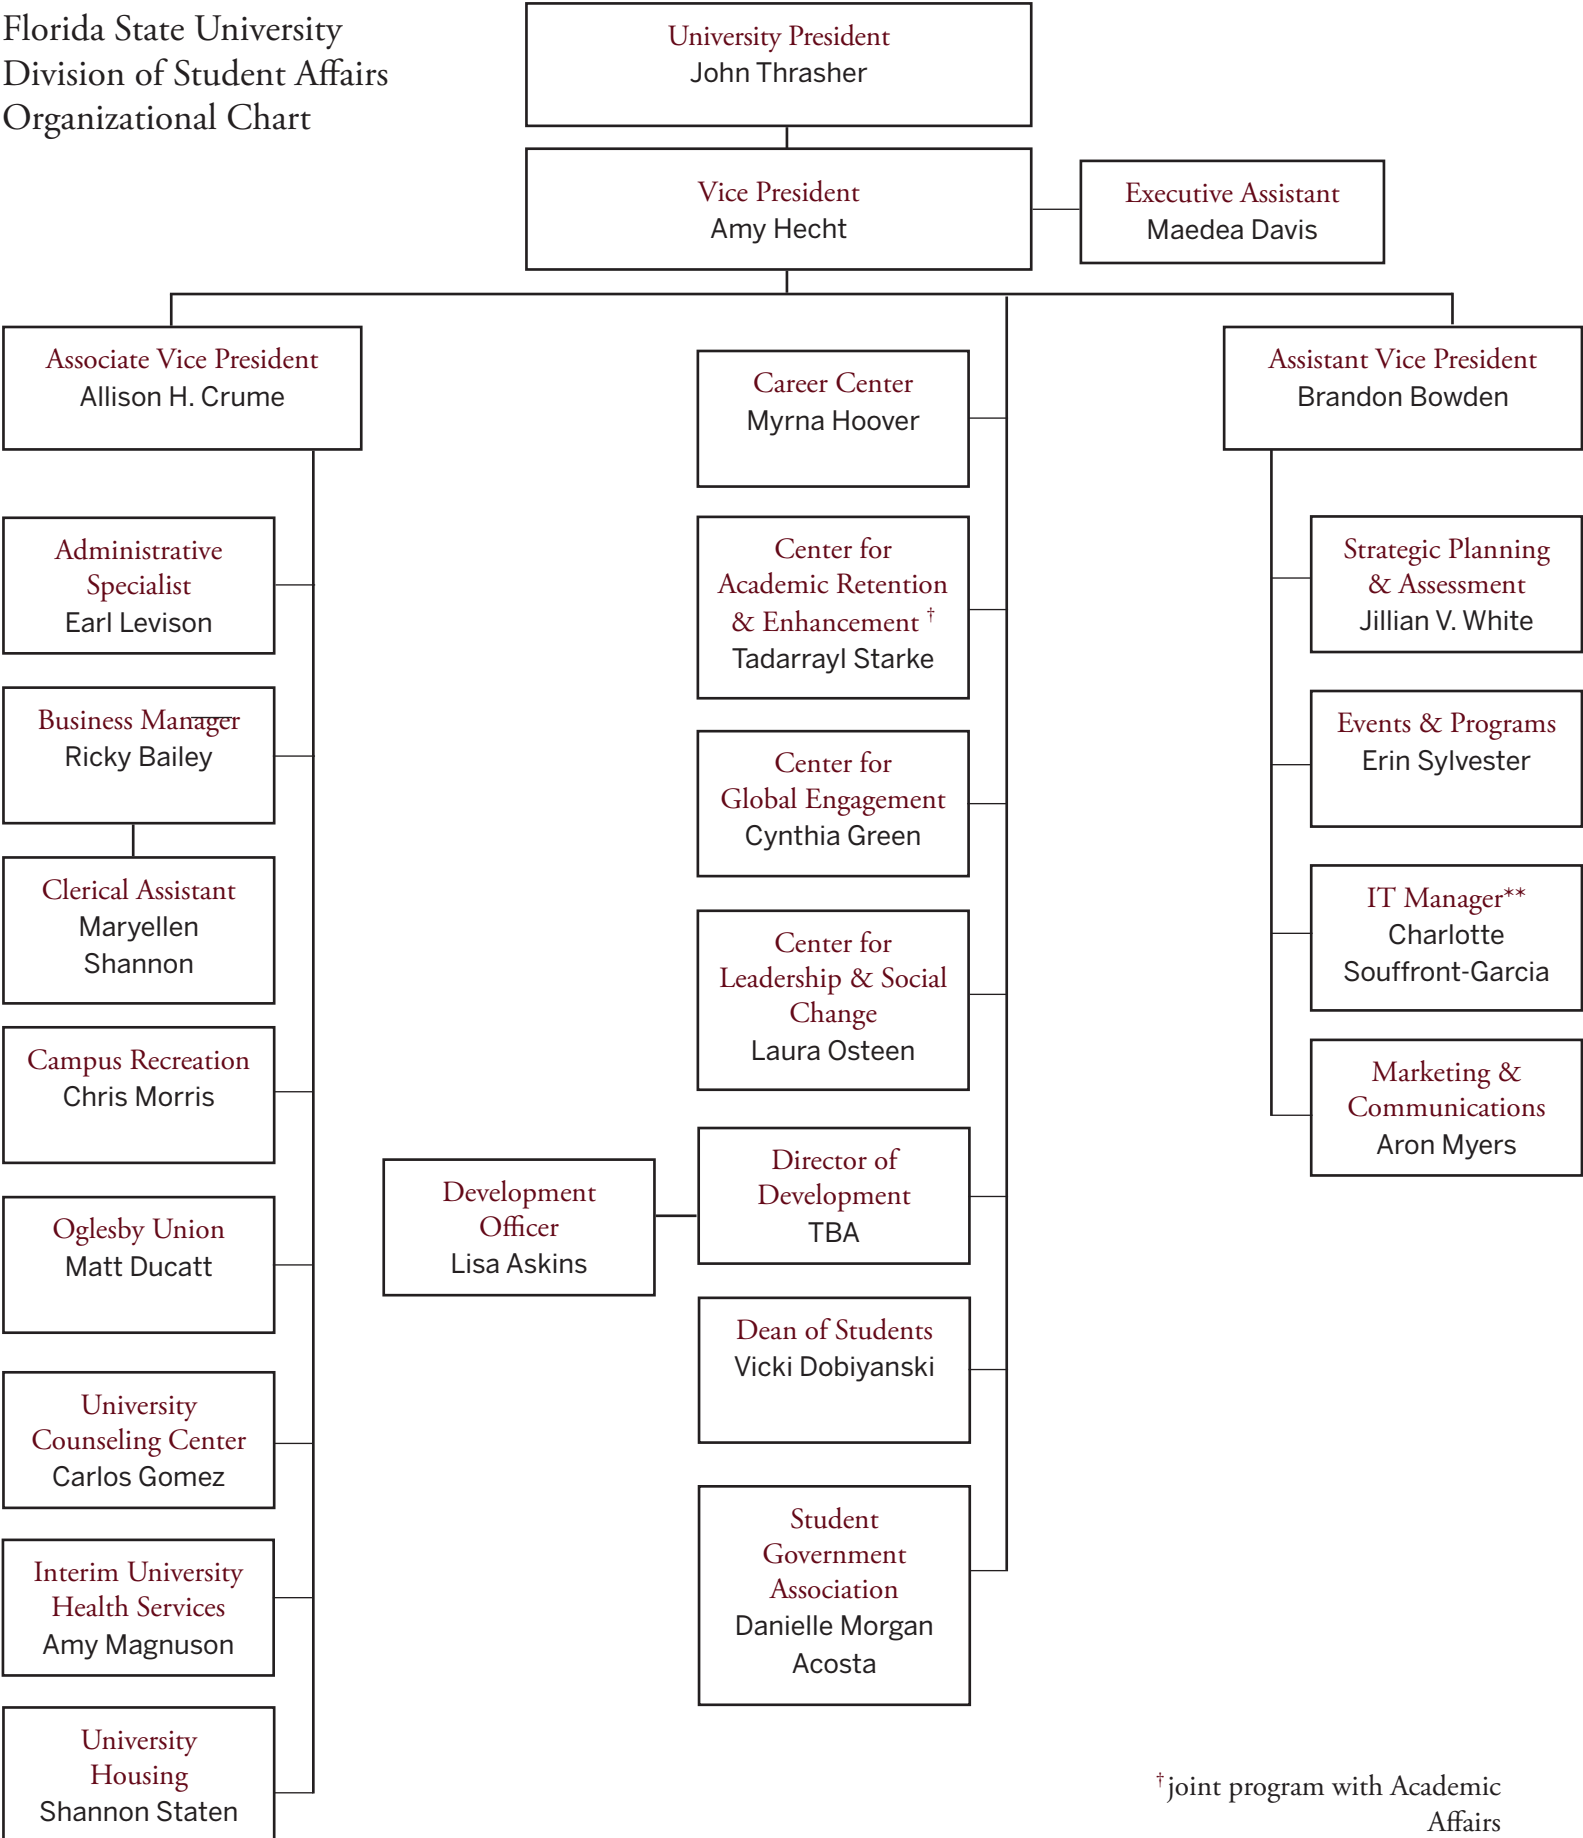 Florida State University
Division of Student Affairs
Organizational Chart
University President
John Thrasher
Vice President
Amy Hecht
Executive Assistant
Maedea Davis
Associate Vice President
Allison H. Crume
Administrative
Specialist
Earl Levison
Business Manager
Ricky Bailey
Clerical Assistant
Maryellen
Shannon
Campus Recreation
Chris Morris
Oglesby Union
Matt Ducatt
University
Counseling Center
Carlos Gomez
Interim University
Health Services
Amy Magnuson
University
Housing
Shannon Staten
Career Center
Myrna Hoover
Center for
Academic Retention
& Enhancement †
Tadarrayl Starke
Center for
Global Engagement
Cynthia Green
Center for
Leadership & Social
Change
Laura Osteen
Director of
Development
TBA
Development
Officer
Lisa Askins
Dean of Students
Vicki Dobiyanski
Student
Government
Association
Danielle Morgan
Acosta
Assistant Vice President
Brandon Bowden
Strategic Planning
& Assessment
Jillian V. White
Events & Programs
Erin Sylvester
IT Manager**
Charlotte
Souffront-Garcia
Marketing &
Communications
Aron Myers
†joint program with Academic
Affairs